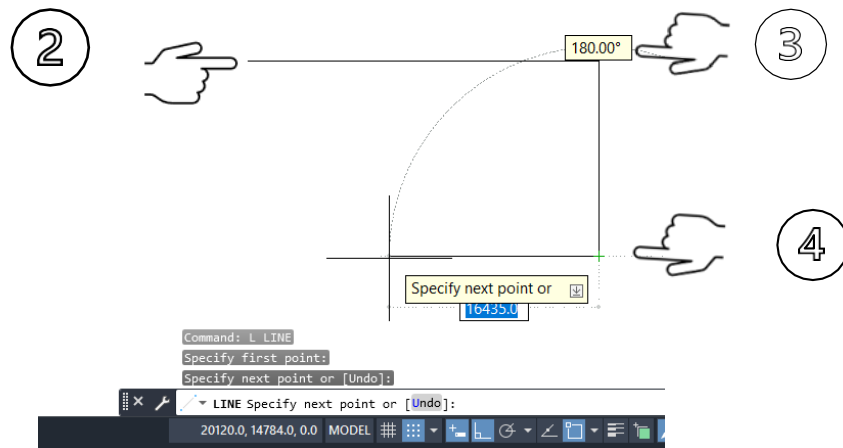 2
180.00°
3
4
Specify next point or
16435.0
Command: L LINE
Specify first point:
Specify next point or [Undo]:
LINE Specify next point or [Undo]:
20120.0, 14784.0, 0.0 MODEL